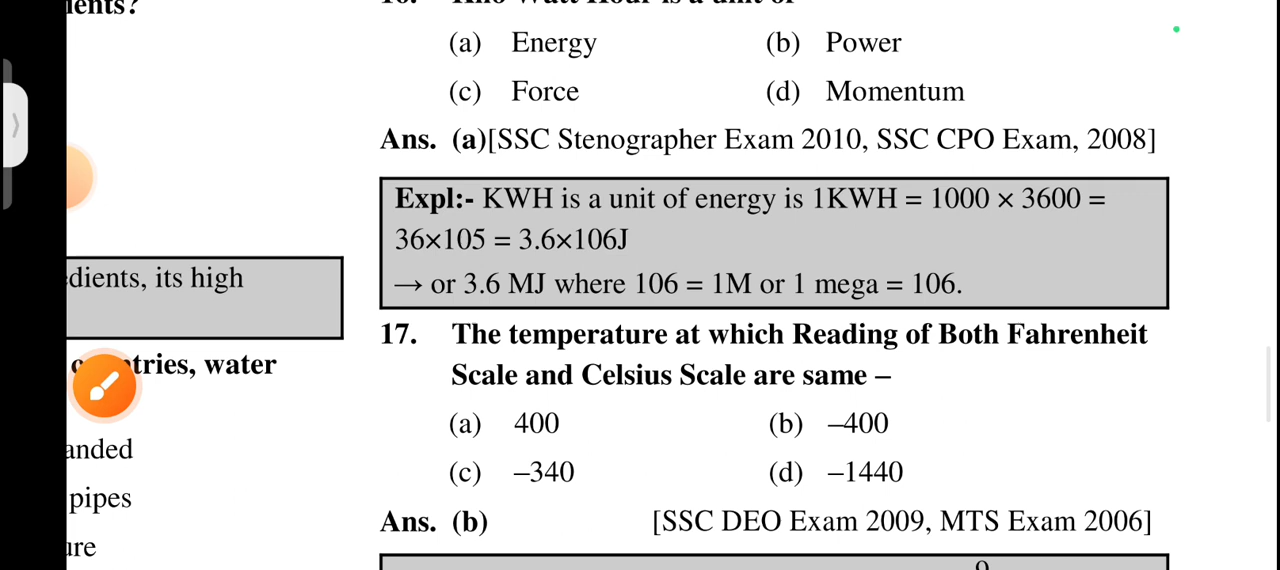 dients, its high
tries, water
anded
pipes
ure
(a) Energy (b) Power
(c) Force (d) Momentum
Ans. (a)[SSC Stenographer Exam 2010, SSC CPO Exam, 2008]
Expl:- KWH is a unit of energy is 1KWH = 1000 × 3600 =
36×105 = 3.6×106J
→ or 3.6 MJ where 106 = 1M or 1 mega = 106.
17. The temperature at which Reading of Both Fahrenheit
Scale and Celsius Scale are same –
(a) 400 (b) –400
(c) –340 (d) –1440
Ans. (b) [SSC DEO Exam 2009, MTS Exam 2006]